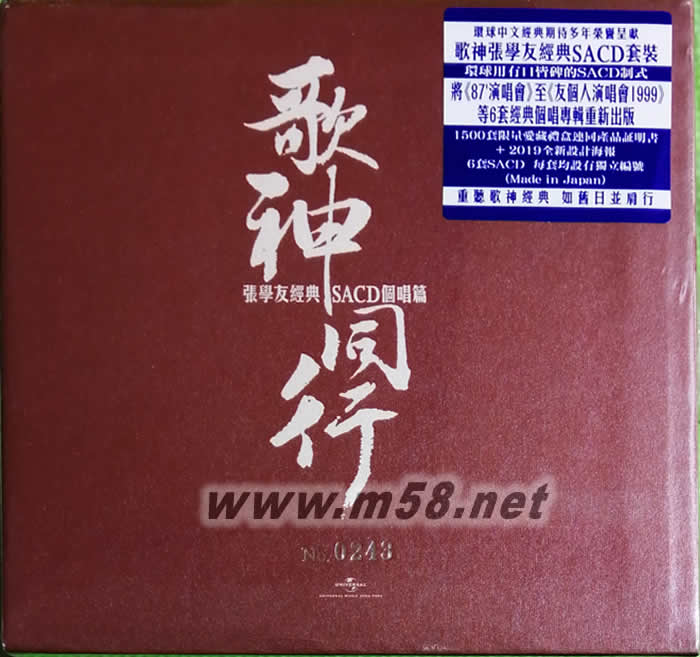 環球中文經典期待多年榮譽呈獻
歌神張學友經典SACD套裝
環球用有口皆碑的SACD制式
將《87'演唱會》至《友個人演唱會1999》
等6套經典個唱專輯重新出版
1500套限量愛藏禮盒連同產品証明書
+ 2019全新設計海報
6套SACD 每套均設有獨立編號
(Made in Japan)
重聽歌神經典 如舊日並肩行
歌神同行
張學友經典 SACD個唱篇
www.m58.net
No.0243
UNIVERSAL
UNIVERSAL MUSIC HONG KONG